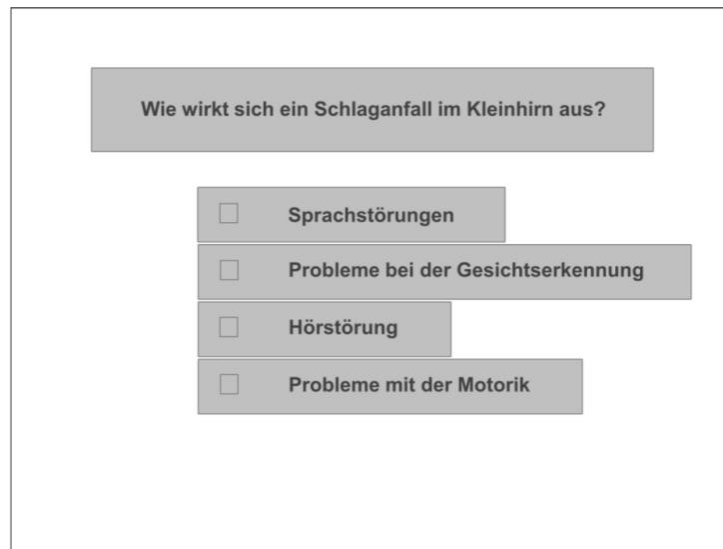 Wie wirkt sich ein Schlaganfall im Kleinhirn aus?
Sprachstörungen
Probleme bei der Gesichtserkennung
Hörstörung
Probleme mit der Motorik